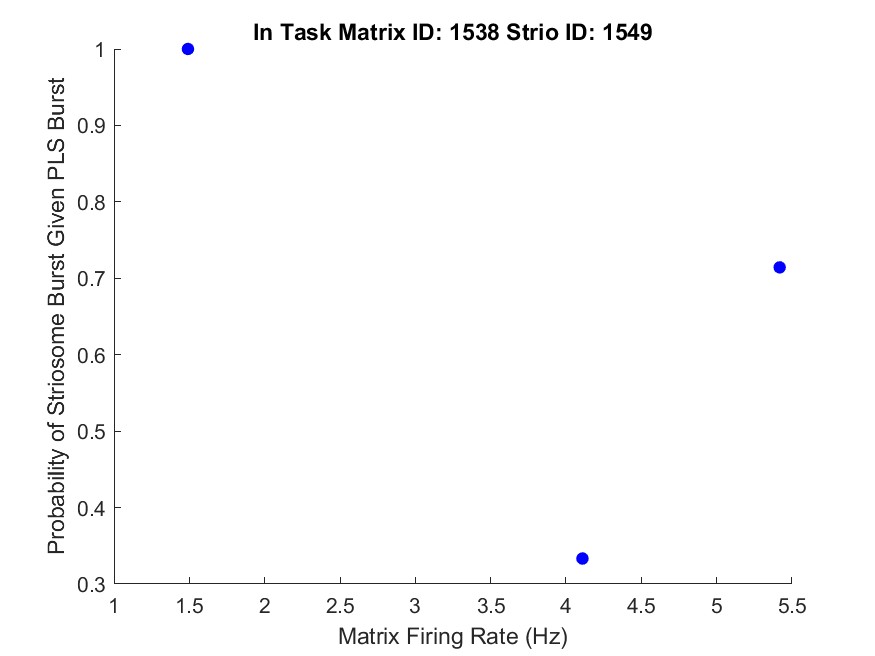 In Task Matrix ID: 1538 Strio ID: 1549
Probability of Striosome Burst Given PLS Burst
1
0.9
0.8
0.7
0.6
0.5
0.4
0.3
1 1.5 2 2.5 3 3.5 4 4.5 5 5.5
Matrix Firing Rate (Hz)